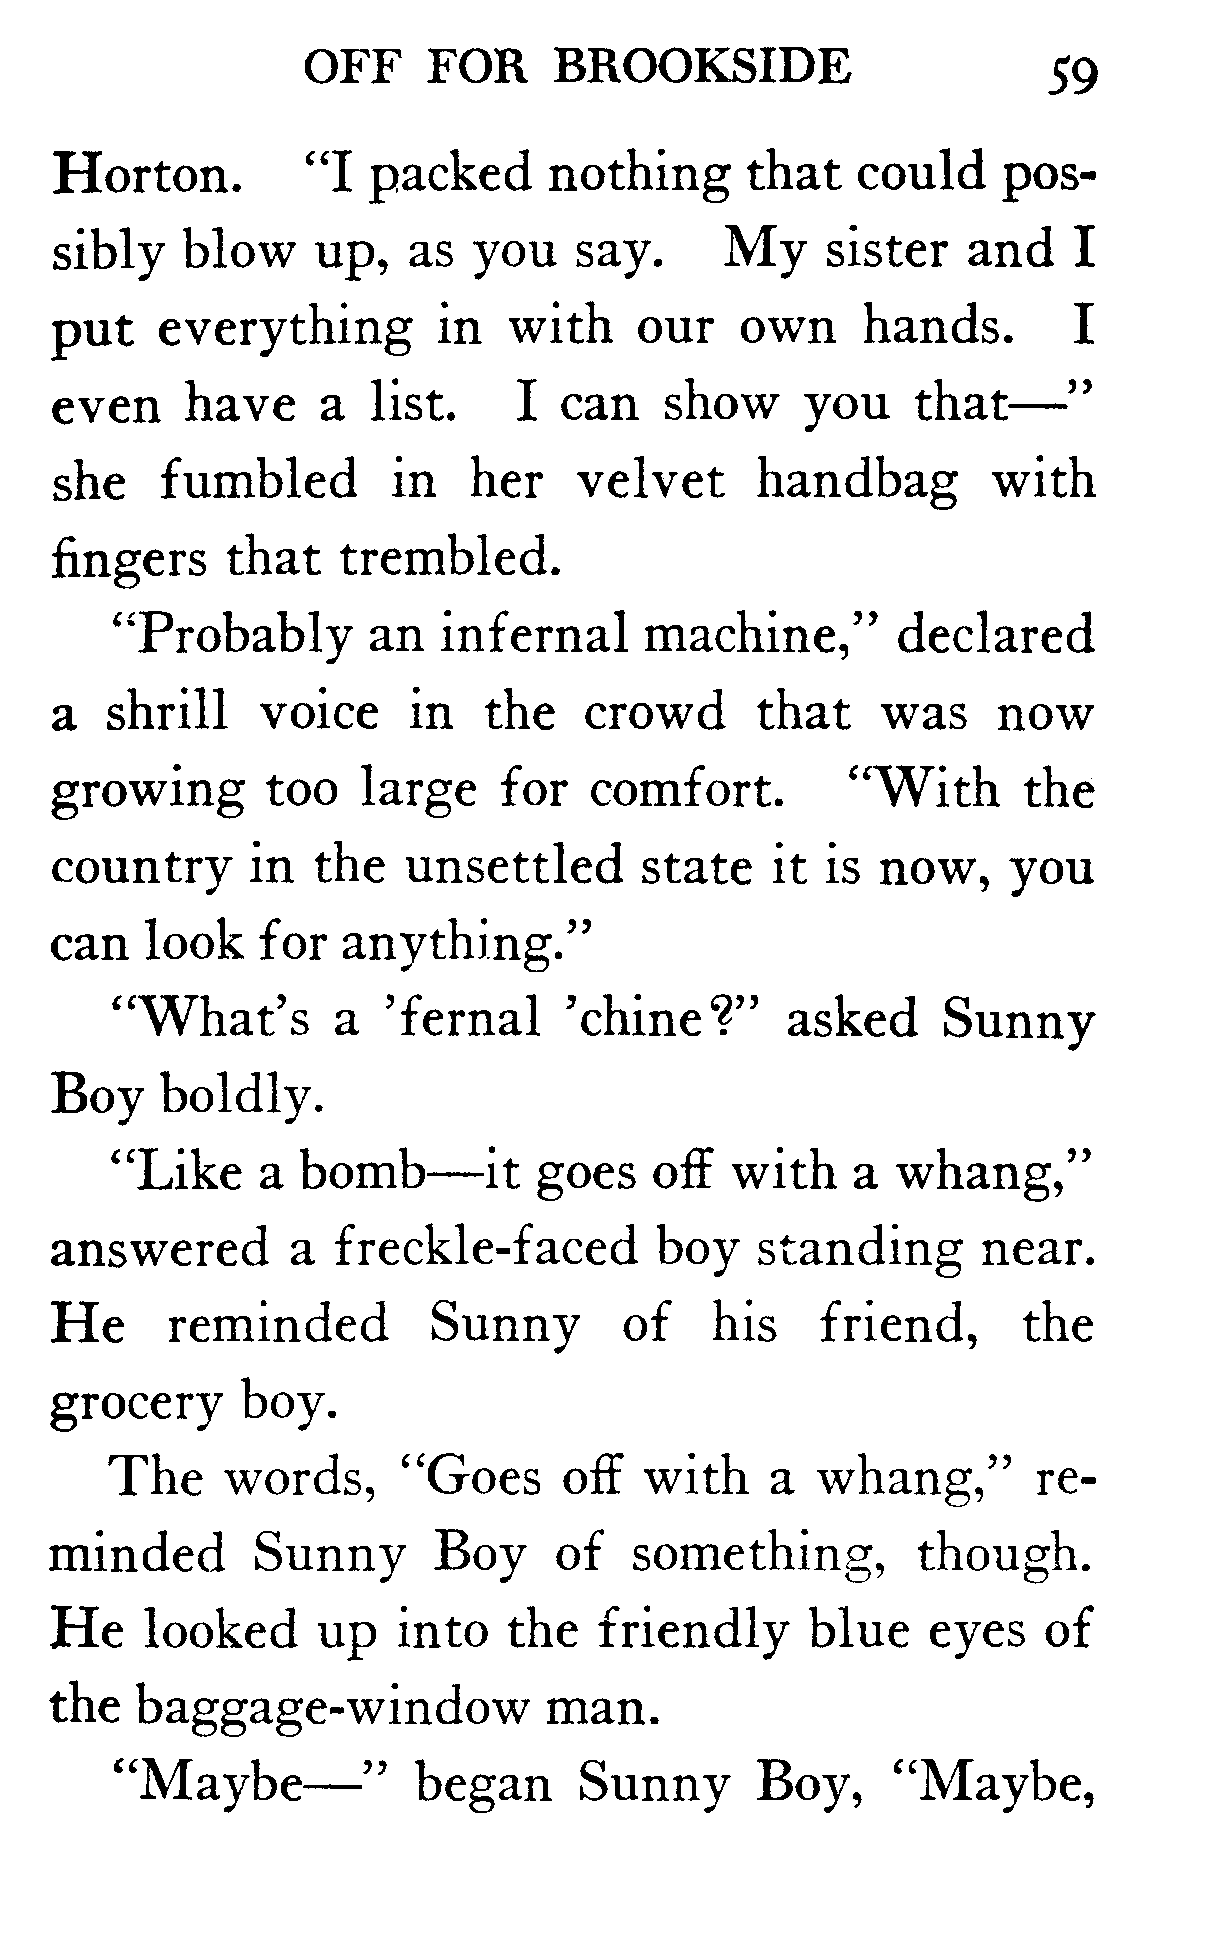 OFF FOR BROOKSIDE 59
Horton. “I packed nothing that could pos-
sibly blow up, as you say. My sister and I
put everything in with our own hands. I
even have a list. I can show you that—”
she fumbled in her velvet handbag with
fingers that trembled.
“Probably an infernal machine,” declared
a shrill voice in the crowd that was now
growing too large for comfort. “With the
country in the unsettled state it is now, you
can look for anything.”
“What’s a ’fernal ’chine?” asked Sunny
Boy boldly.
“Like a bomb—it goes off with a whang,”
answered a freckle-faced boy standing near.
He reminded Sunny of his friend, the
grocery boy.
The words, “Goes off with a whang,” re-
minded Sunny Boy of something, though.
He looked up into the friendly blue eyes of
the baggage-window man.
“Maybe—” began Sunny Boy, “Maybe,